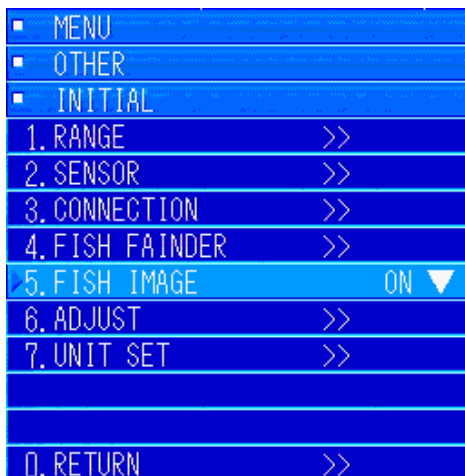 MENU
OTHER
INITIAL
1.RANGE >>
2.SENSOR >>
3.CONNECTION >>
4.FISH FAINDER >>
5.FISH IMAGE ON ▼
6.ADJUST >>
7.UNIT SET >>
0.RETURN >>